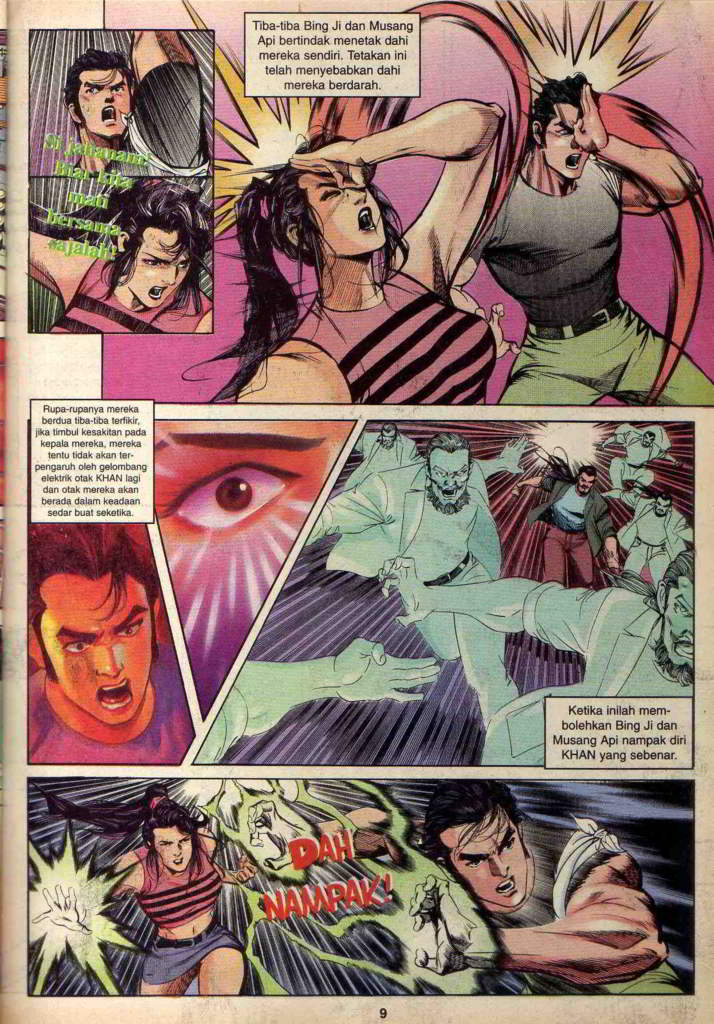 Tiba-tiba Bing Ji dan Musang
Api bertindak menetak dahi
mereka sendiri. Tetakan ini
telah menyebabkan dahi
mereka berdarah.
Si jahanam!
Biar kita
mati
bersama
sajalah!
Rupa-rupanya mereka
berdua tiba-tiba terfikir,
jika timbul kesakitan pada
kepala mereka, mereka
tentu tidak akan ter-
pengaruh oleh gelombang
elektrik otak KHAN lagi
dan otak mereka akan
berada dalam keadaan
sedar buat seketika.
Ketika inilah mem-
bolehkan Bing Ji dan
Musang Api nampak diri
KHAN yang sebenar.
DAH
NAMPAK!
9